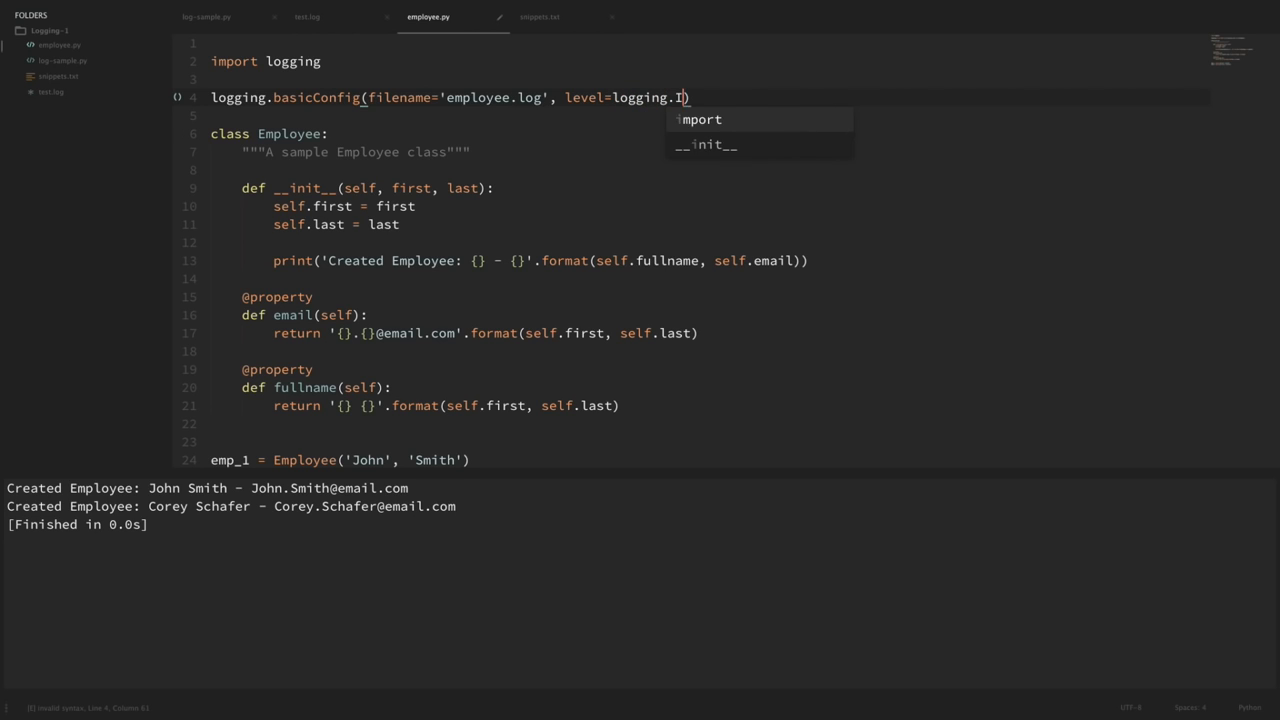 FOLDERS
Logging-1
employee.py
log-sample.py
snippets.txt
test.log
log-sample.py × test.log × employee.py snippets.txt ×
1
2 import logging
3
4 logging.basicConfig(filename='employee.log', level=logging.I)
import
__init__
5
6 class Employee:
7 """A sample Employee class"""
8
9 def __init__(self, first, last):
10 self.first = first
11 self.last = last
12
13 print('Created Employee: {} - {}'.format(self.fullname, self.email))
14
15 @property
16 def email(self):
17 return '{}.{}@email.com'.format(self.first, self.last)
18
19 @property
20 def fullname(self):
21 return '{} {}'.format(self.first, self.last)
22
23
24 emp_1 = Employee('John', 'Smith')
Created Employee: John Smith - John.Smith@email.com
Created Employee: Corey Schafer - Corey.Schafer@email.com
[Finished in 0.0s]
[E] invalid syntax, Line 4, Column 61 UTF-8 Spaces: 4 Python